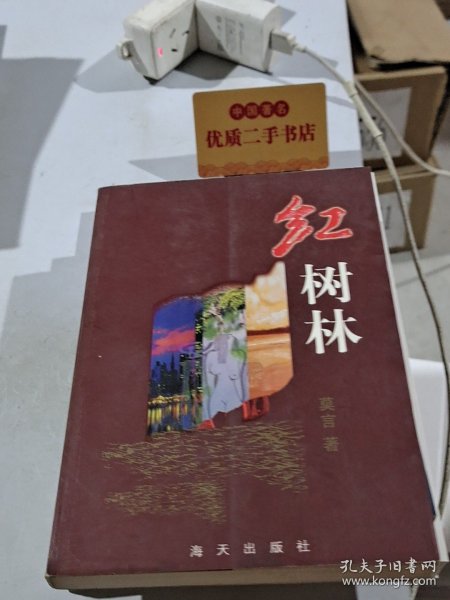 中国著名
优质二手书店
红
树
林
莫言 著
海天出版社
孔夫子旧书网
www.kongfz.com